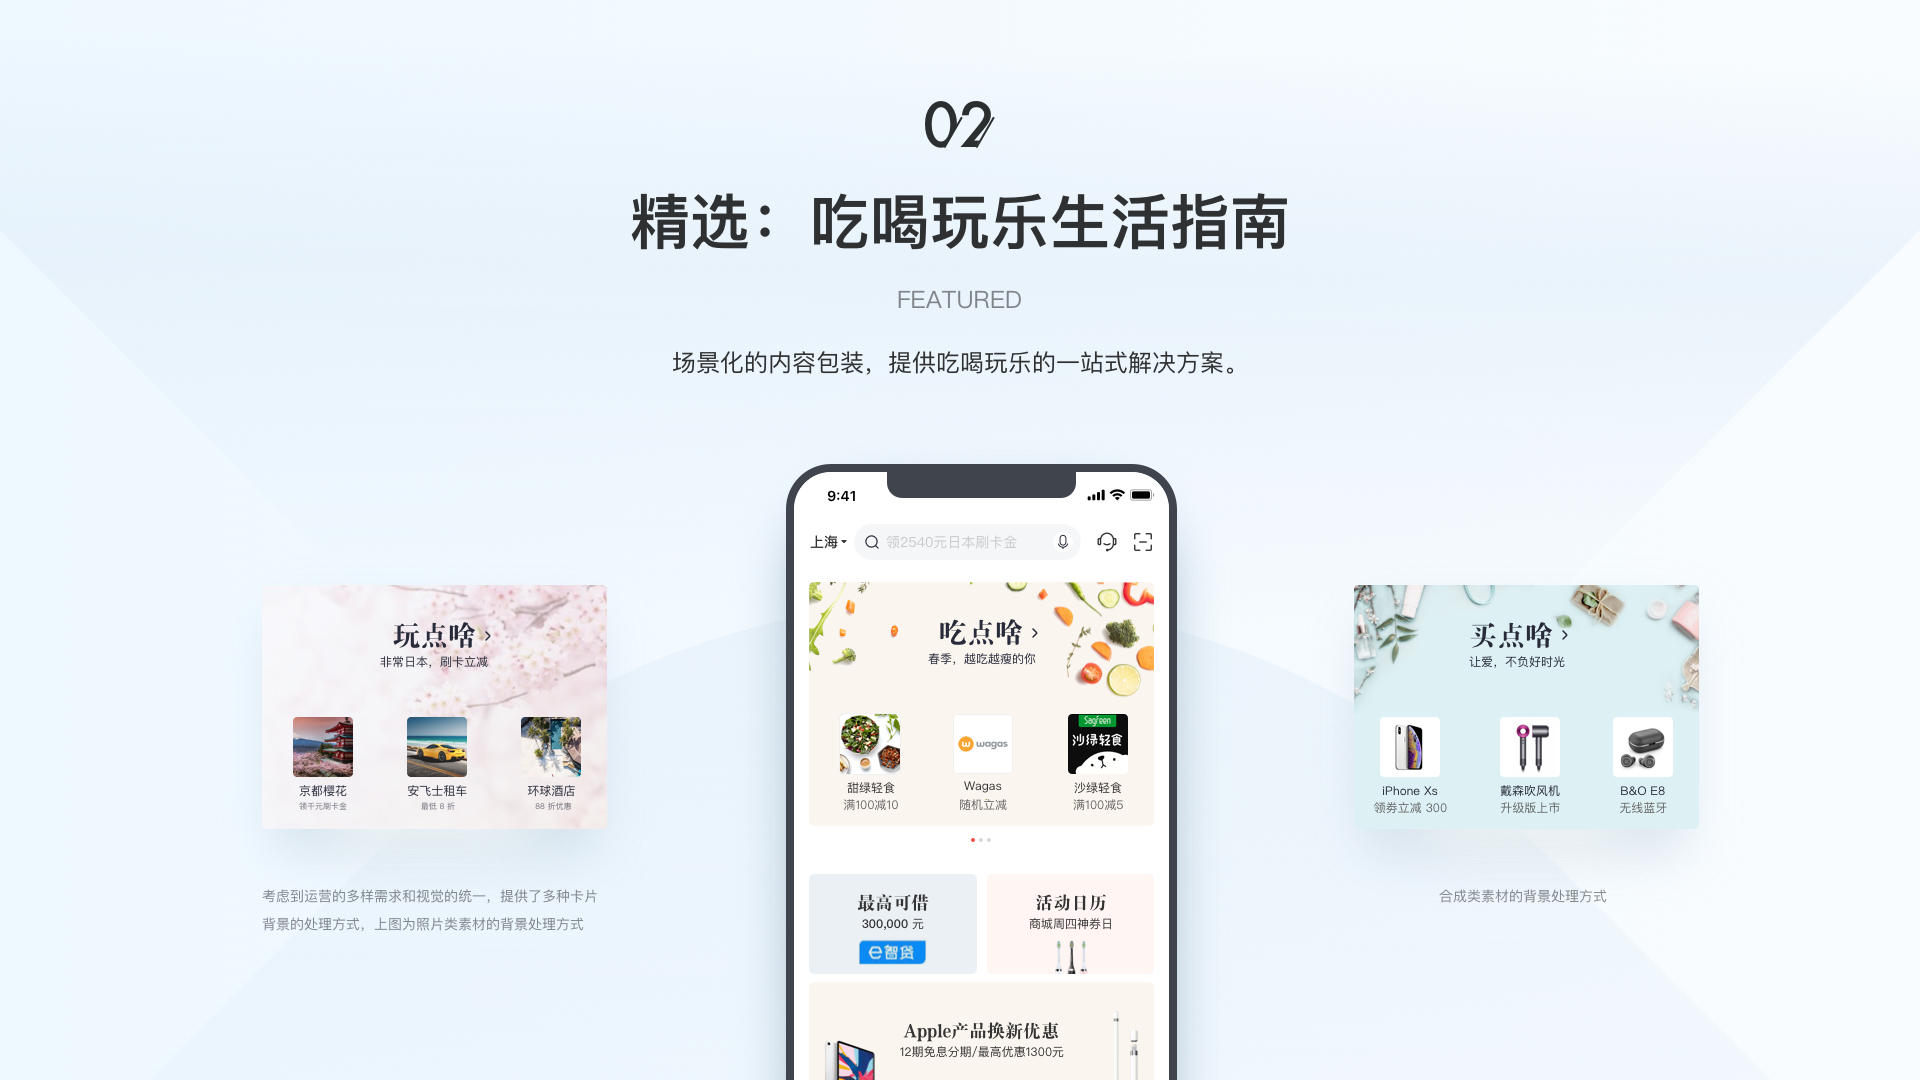 02
精选：吃喝玩乐生活指南
FEATURED
场景化的内容包装，提供吃喝玩乐的一站式解决方案。
9:41
上海
领2540元日本刷卡金
玩点啥
非常日本，刷卡立减
京都樱花
领千元刷卡金
安飞士租车
最低 8 折
环球酒店
88 折优惠
考虑到运营的多样需求和视觉的统一，提供了多种卡片
背景的处理方式，上图为照片类素材的背景处理方式
吃点啥
春季，越吃越瘦的你
wagas
Sagreen
沙绿轻食
甜绿轻食
满100减10
Wagas
随机立减
沙绿轻食
满100减5
最高可借
300,000 元
e智贷
活动日历
商城周四神券日
Apple产品换新优惠
12期免息分期/最高优惠1300元
买点啥
让爱，不负好时光
iPhone Xs
领券立减 300
戴森吹风机
升级版上市
B&O E8
无线蓝牙
合成类素材的背景处理方式